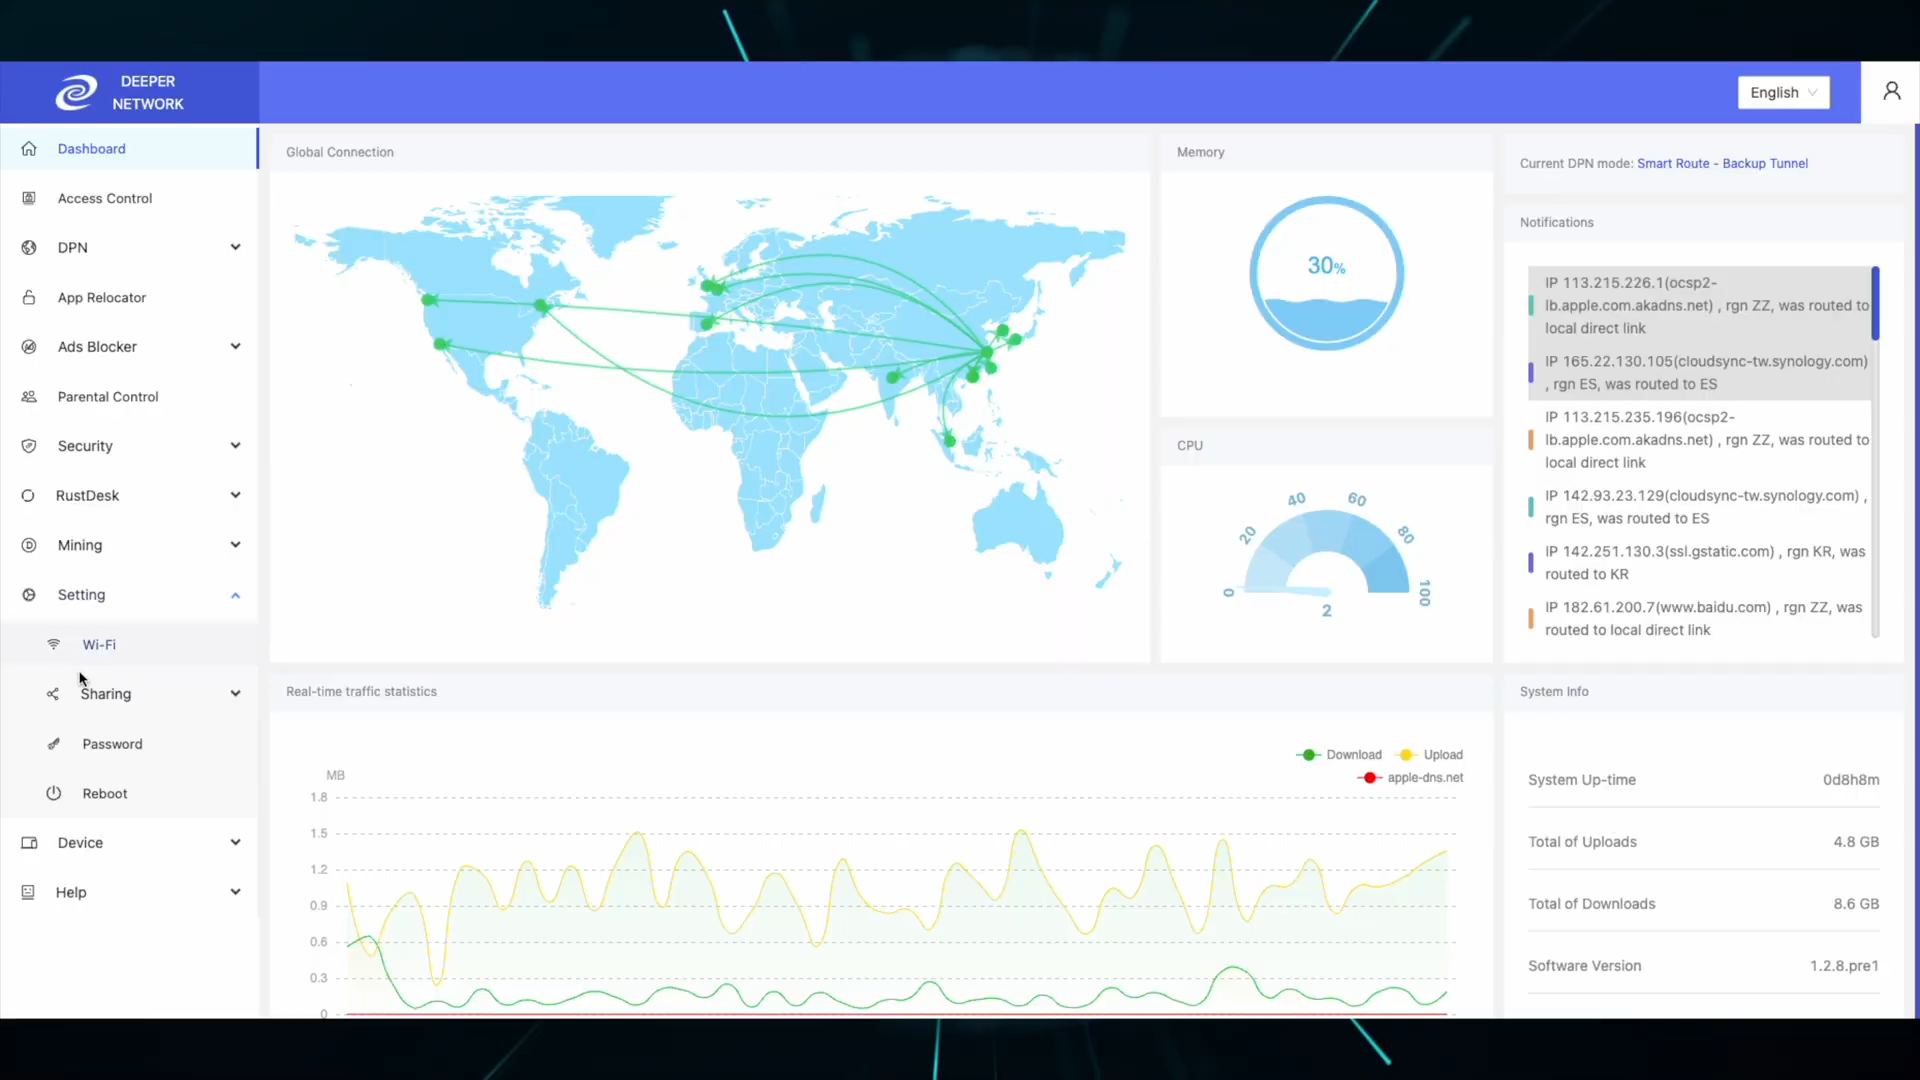 DEEPER
NETWORK
English
Dashboard
Access Control
DPN
App Relocator
Ads Blocker
Parental Control
Security
RustDesk
Mining
Setting
Wi-Fi
Sharing
Password
Reboot
Device
Help
Global Connection
Memory
30%
CPU
0
20
40
60
80
100
2
Current DPN mode: Smart Route - Backup Tunnel
Notifications
IP 113.215.226.1(ocsp2-
lb.apple.com.akadns.net) , rgn ZZ, was routed to
local direct link
IP 165.22.130.105(cloudsync-tw.synology.com)
, rgn ES, was routed to ES
IP 113.215.235.196(ocsp2-
lb.apple.com.akadns.net) , rgn ZZ, was routed to
local direct link
IP 142.93.23.129(cloudsync-tw.synology.com) ,
rgn ES, was routed to ES
IP 142.251.130.3(ssl.gstatic.com) , rgn KR, was
routed to KR
IP 182.61.200.7(www.baidu.com) , rgn ZZ, was
routed to local direct link
Real-time traffic statistics
Download
Upload
apple-dns.net
MB
1.8
1.5
1.2
0.9
0.6
0.3
0
System Info
System Up-time 0d8h8m
Total of Uploads 4.8 GB
Total of Downloads 8.6 GB
Software Version 1.2.8.pre1